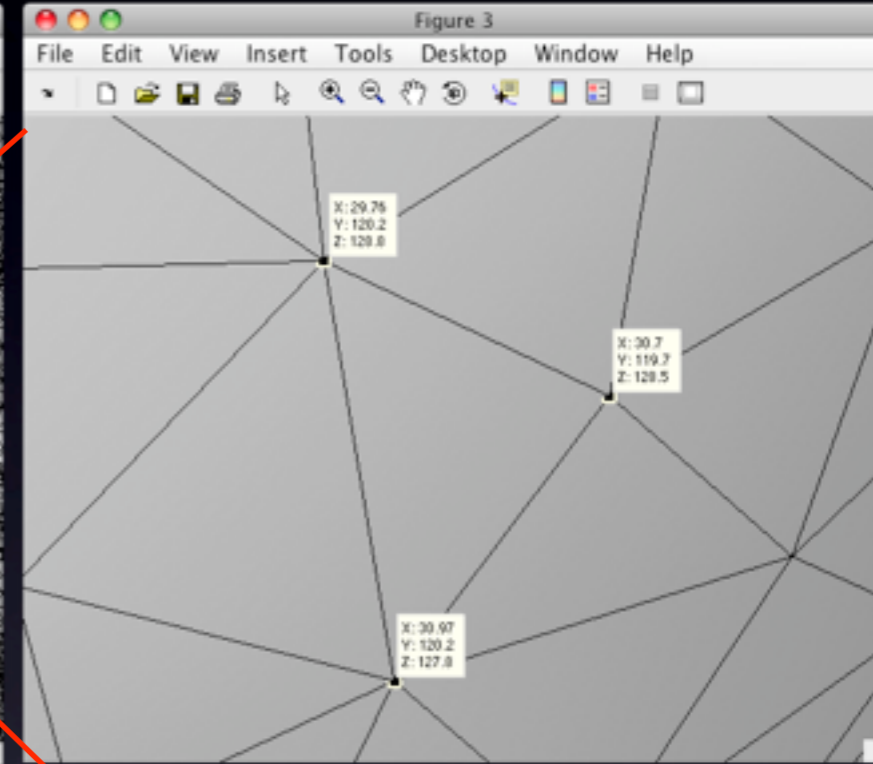 Figure 3
File Edit View Insert Tools Desktop Window Help
X: 29.76
Y: 120.2
Z: 128.8
X: 30.7
Y: 119.7
Z: 128.5
X: 30.97
Y: 120.2
Z: 127.8